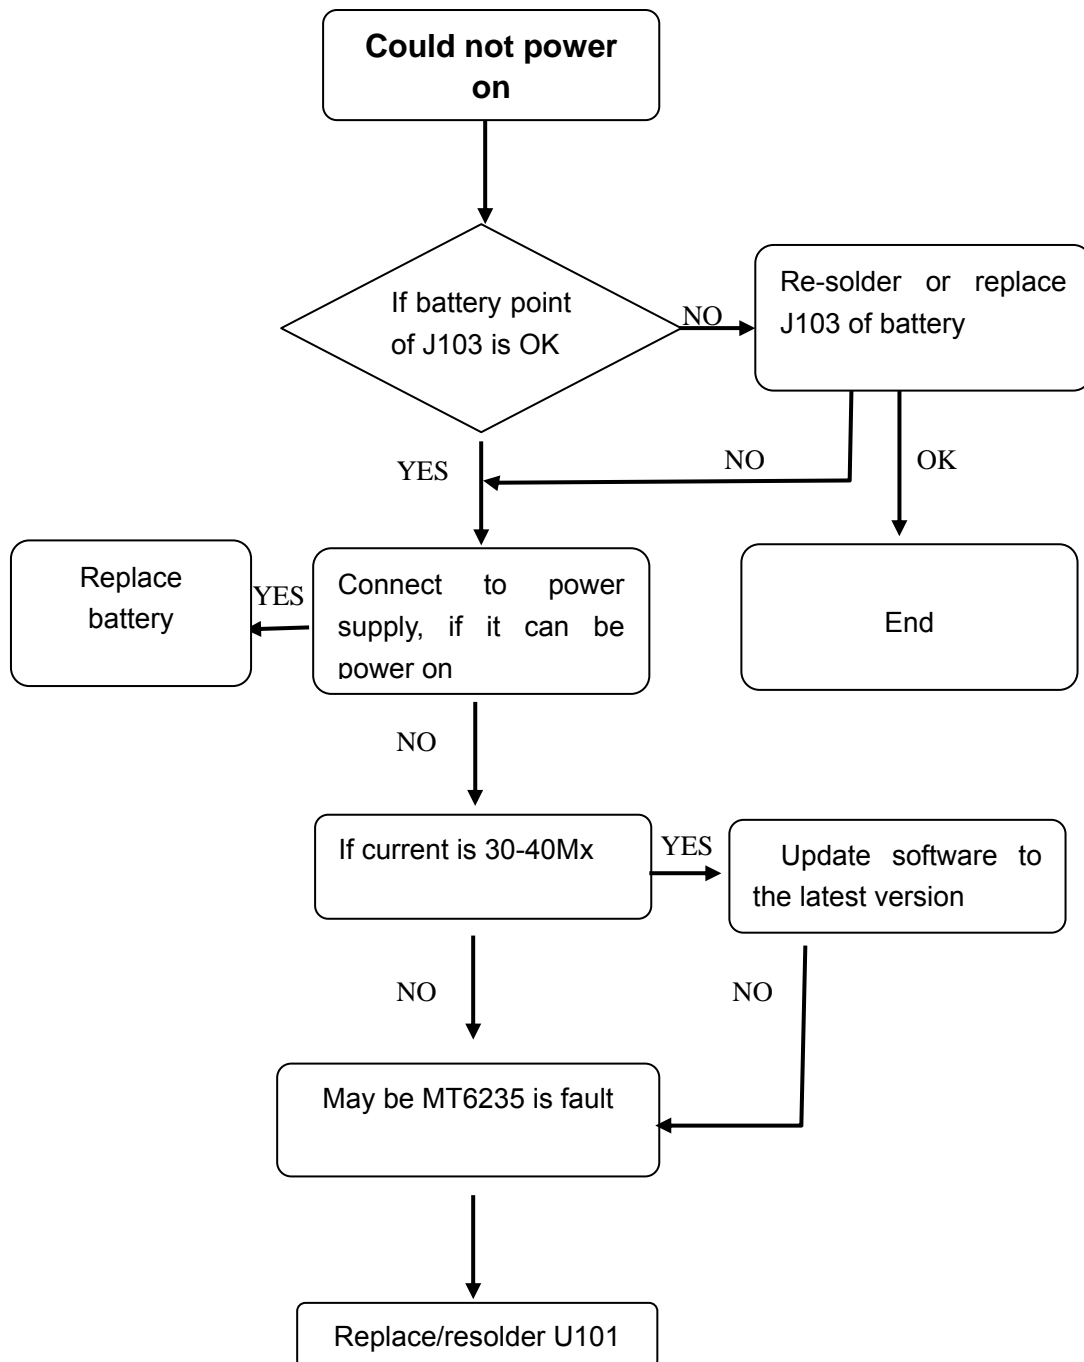 Could not power
on
If battery point
of J103 is OK
NO
Re-solder or replace
J103 of battery
YES
NO
OK
Replace
battery
YES
Connect to power
supply, if it can be
power on
End
NO
If current is 30-40Mx
YES
Update software to
the latest version
NO
NO
May be MT6235 is fault
Replace/resolder U101